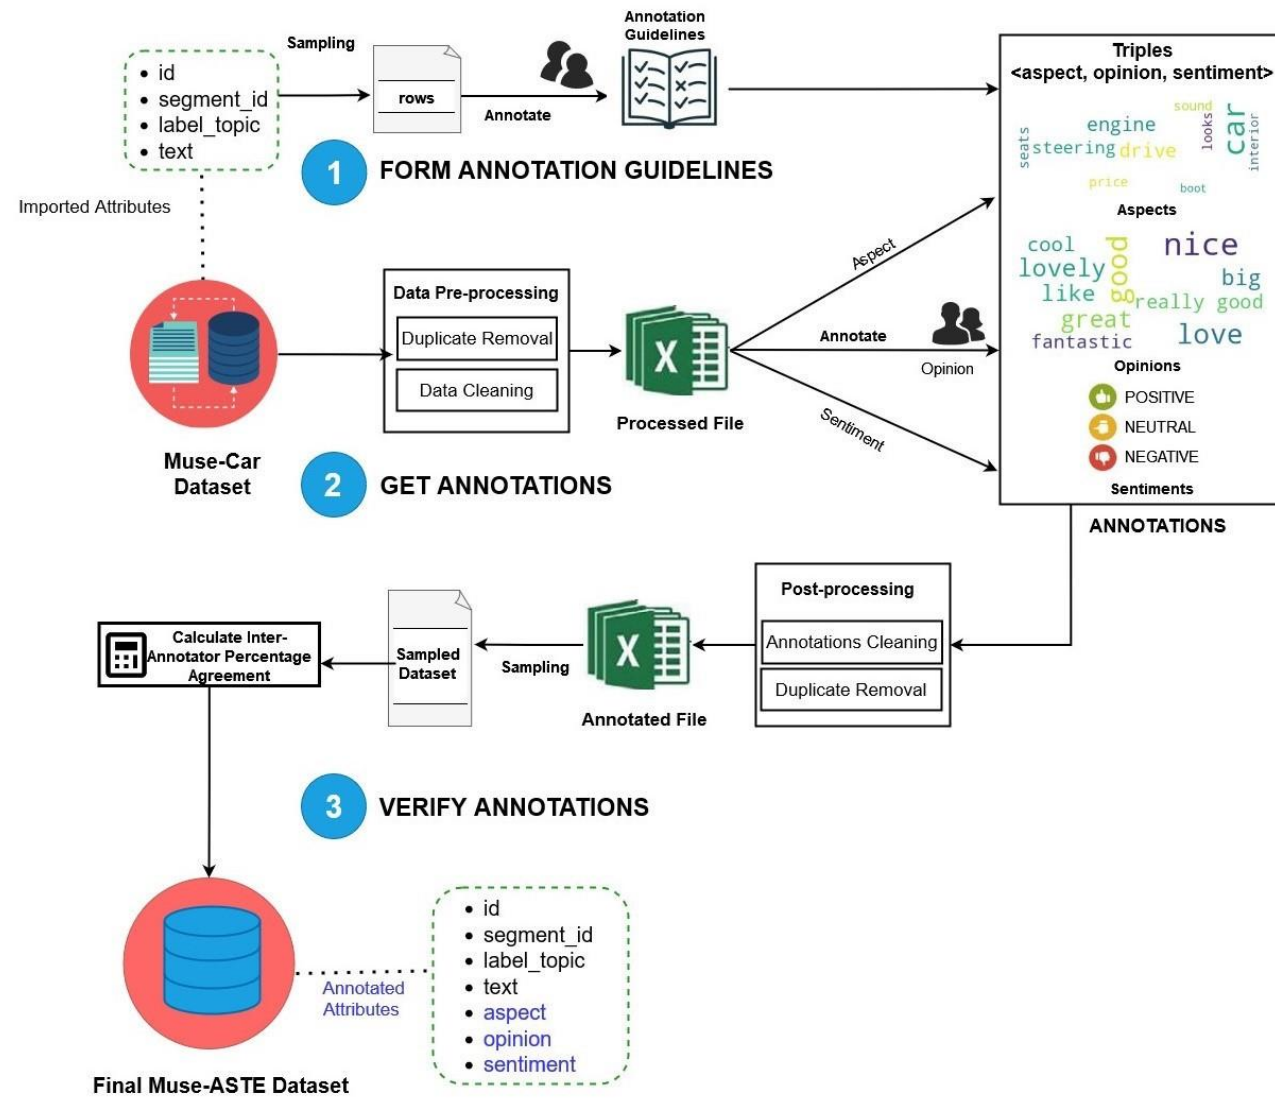 Sampling
• id
• segment_id
• label_topic
• text
rows
Annotate
Annotation
Guidelines
1 FORM ANNOTATION GUIDELINES
Imported Attributes
Triples
<aspect, opinion, sentiment>
sound
engine
looks
car
interior
seats
steering
drive
price
boot
Aspects
cool
good
nice
lovely
big
like
really good
great
love
fantastic
Opinions
POSITIVE
NEUTRAL
NEGATIVE
Sentiments
ANNOTATIONS
Data Pre-processing
Duplicate Removal
Data Cleaning
X
Processed File
Aspect
Annotate
Opinion
Sentiment
Muse-Car
Dataset
2 GET ANNOTATIONS
Post-processing
Annotations Cleaning
Duplicate Removal
X
Annotated File
Sampling
Sampled
Dataset
Calculate Inter-
Annotator Percentage
Agreement
3 VERIFY ANNOTATIONS
Annotated
Attributes
• id
• segment_id
• label_topic
• text
• aspect
• opinion
• sentiment
Final Muse-ASTE Dataset